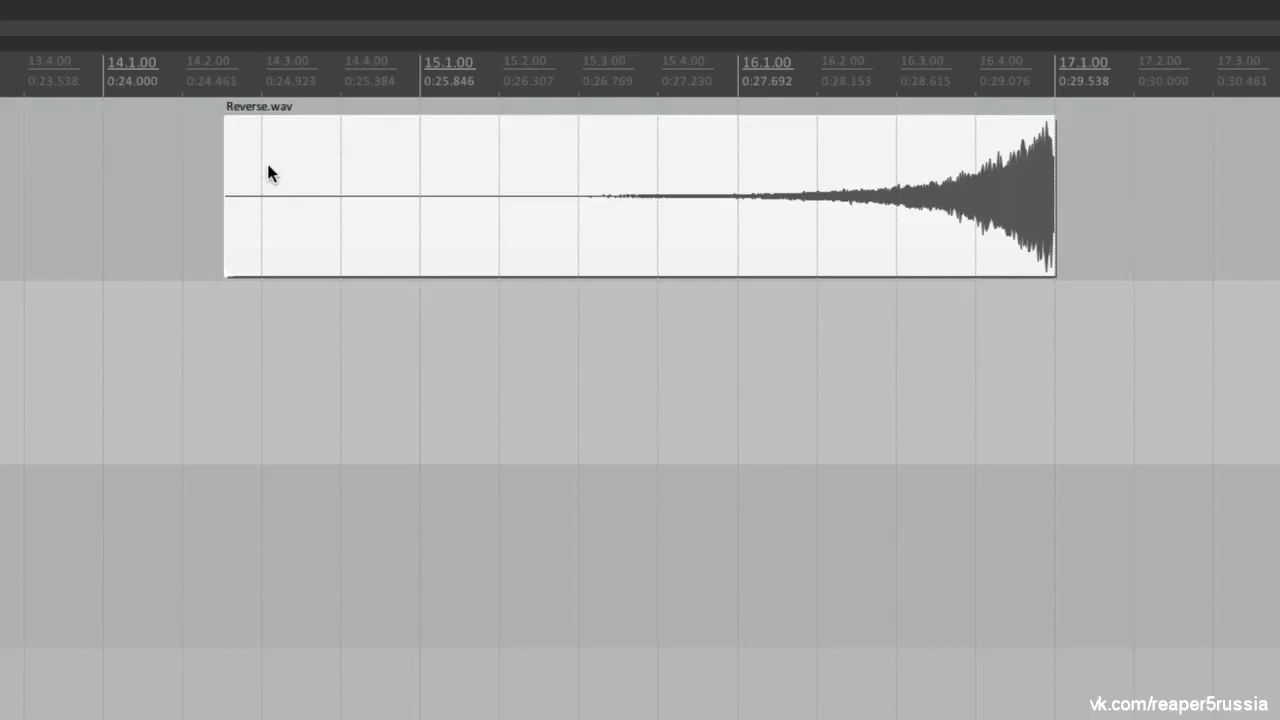 13.4.00 14.1.00 14.2.00 14.3.00 14.4.00 15.1.00 15.2.00 15.3.00 15.4.00 16.1.00 16.2.00 16.3.00 16.4.00 17.1.00 17.2.00 17.3.00
0:23.538 0:24.000 0:24.461 0:24.923 0:25.384 0:25.846 0:26.307 0:26.769 0:27.230 0:27.692 0:28.153 0:28.615 0:29.076 0:29.538 0:30.000 0:30.461
Reverse.wav
vk.com/reaper5russia